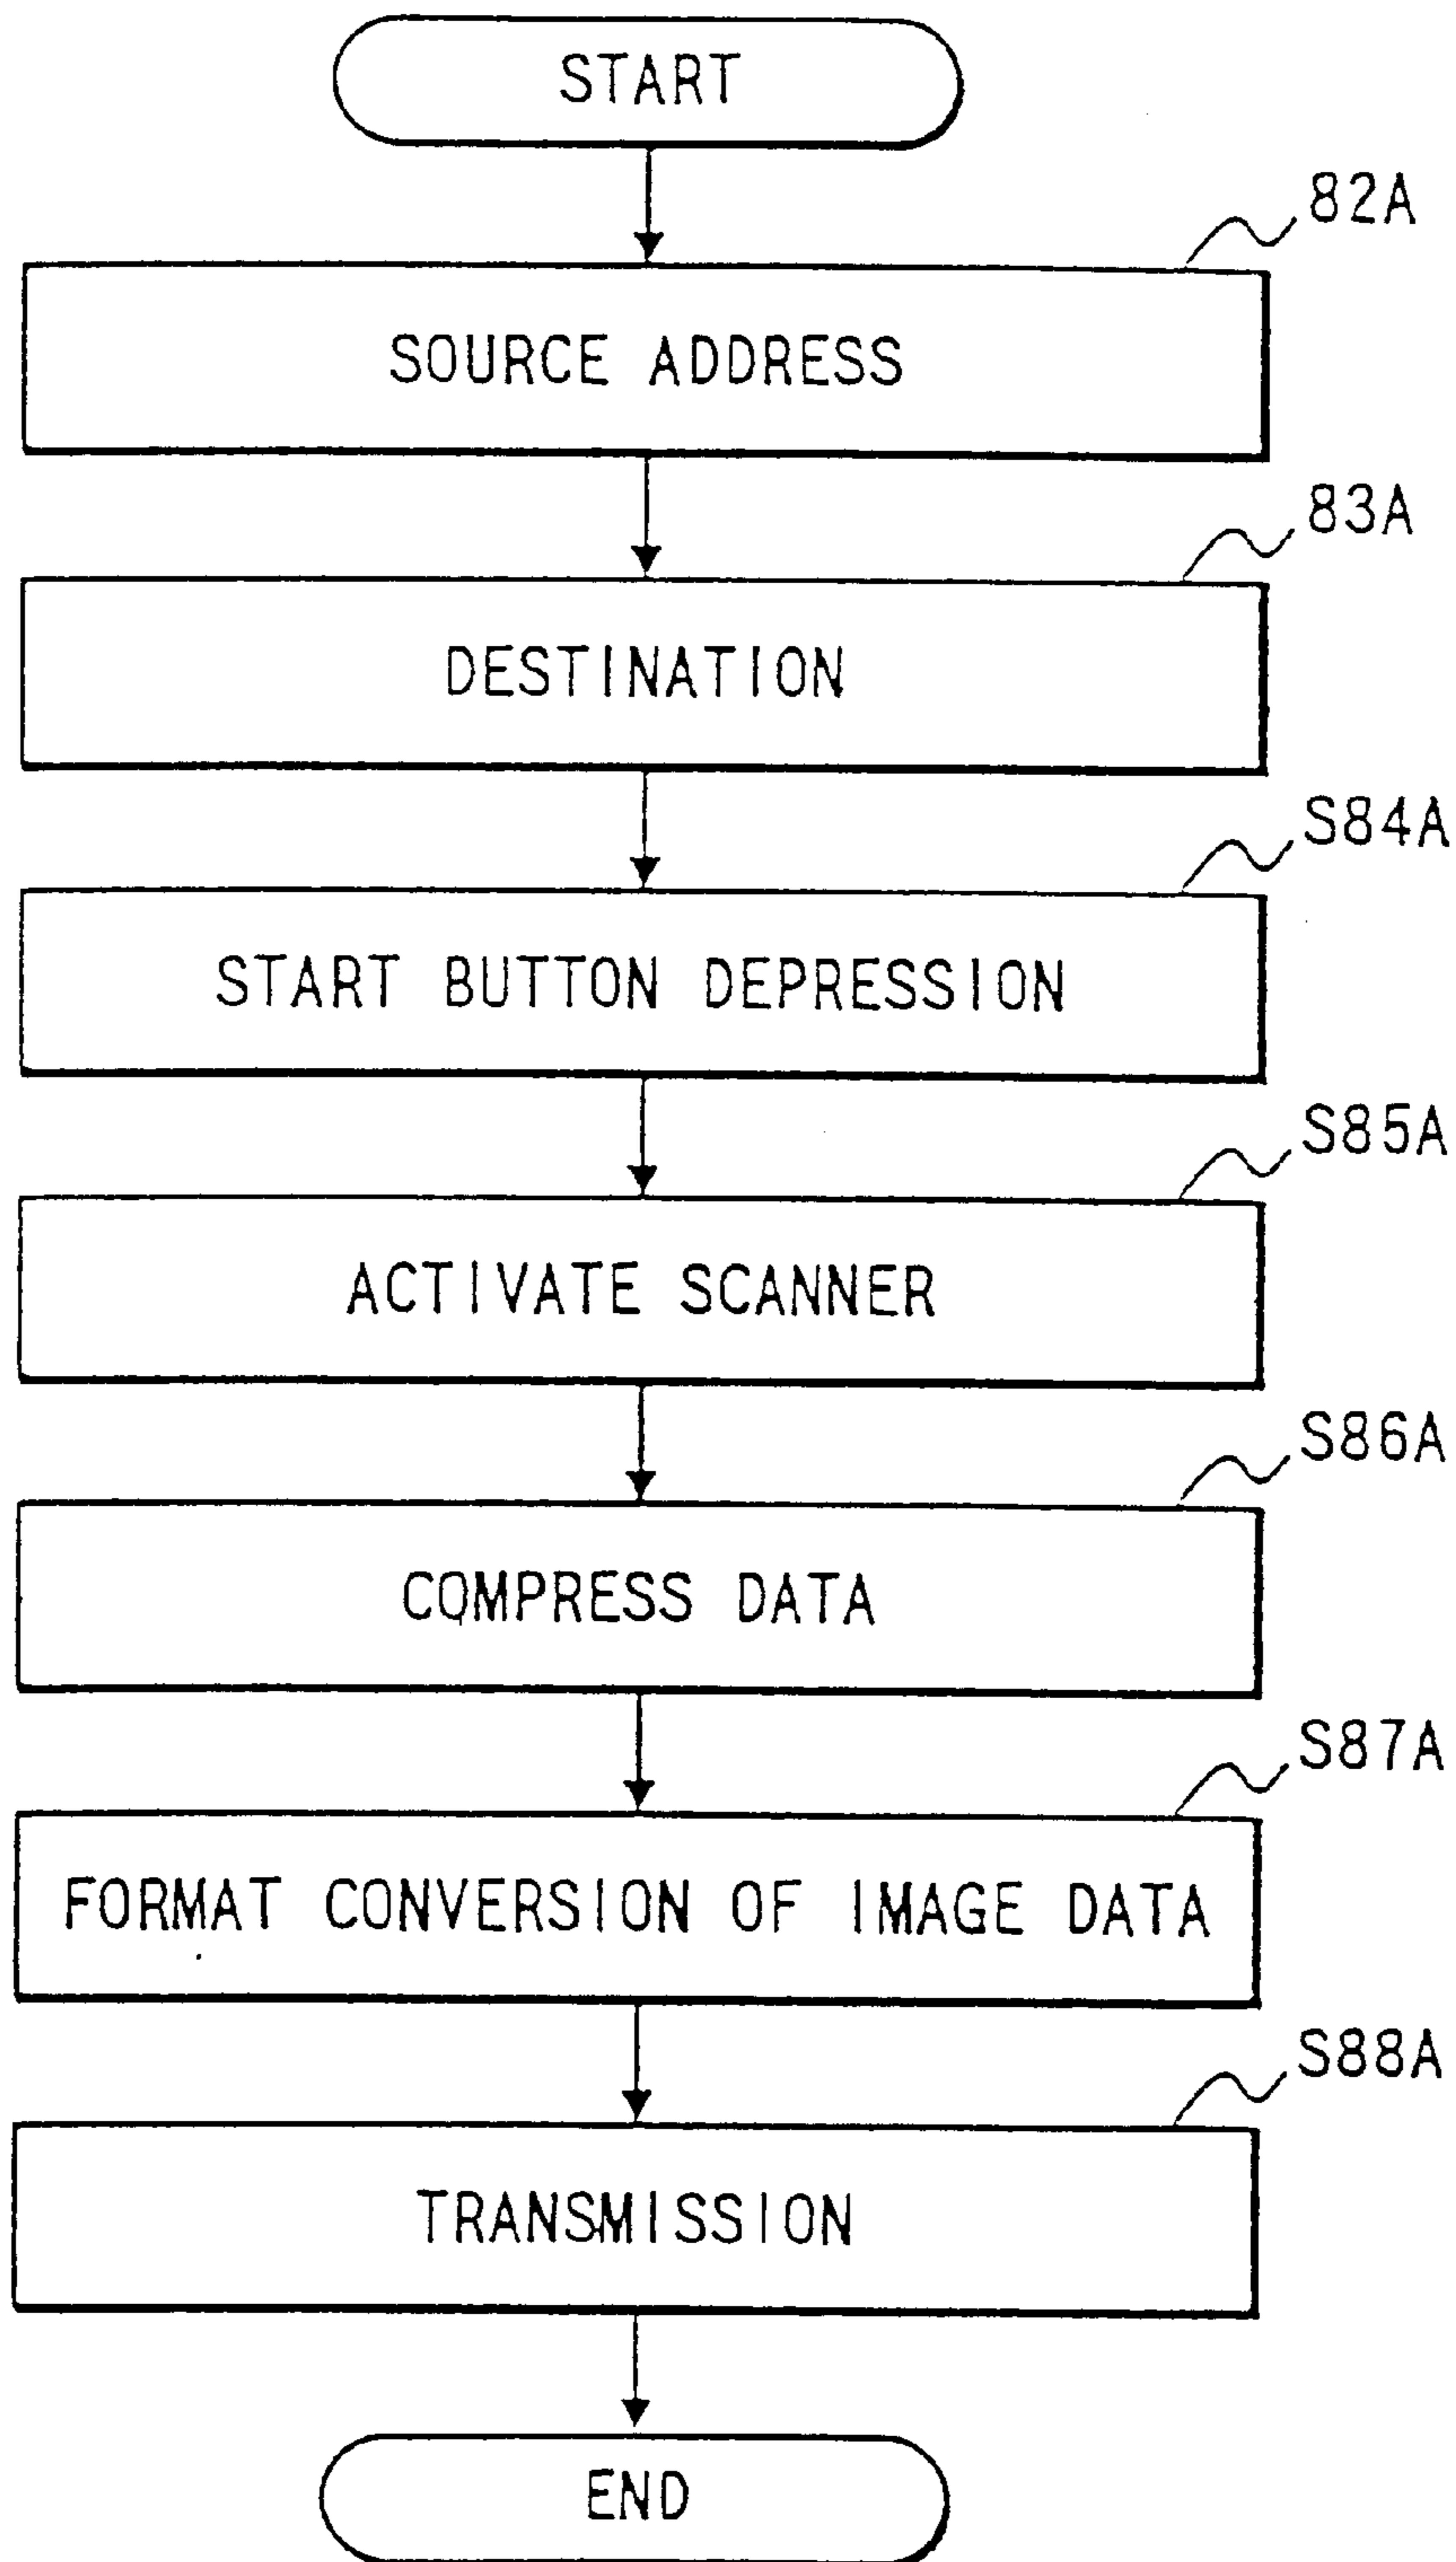 START
82A
SOURCE ADDRESS
83A
DESTINATION
S84A
START BUTTON DEPRESSION
S85A
ACTIVATE SCANNER
S86A
COMPRESS DATA
S87A
FORMAT CONVERSION OF IMAGE DATA
S88A
TRANSMISSION
END